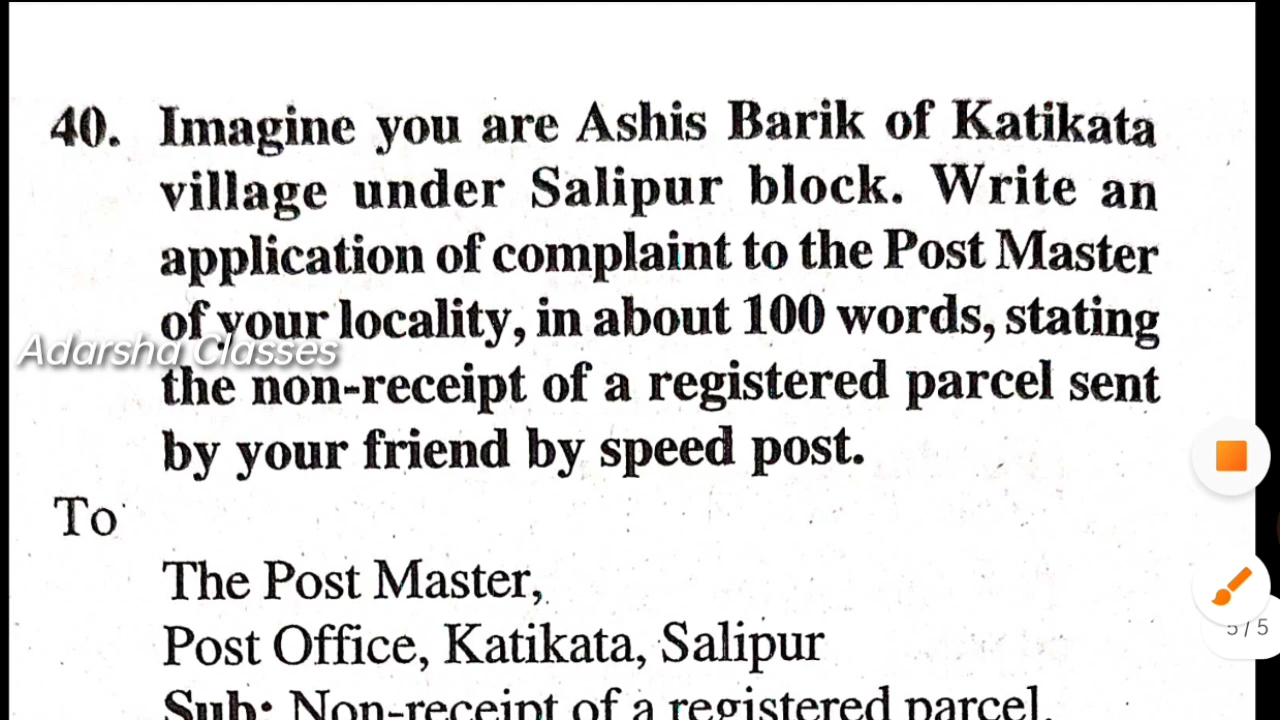 40. Imagine you are Ashis Barik of Katikata
village under Salipur block. Write an
application of complaint to the Post Master
of your locality, in about 100 words, stating
Adarsha Classes
the non-receipt of a registered parcel sent
by your friend by speed post.
To
The Post Master,
Post Office, Katikata, Salipur
5/5
Sub: Non-receipt of a registered parcel.